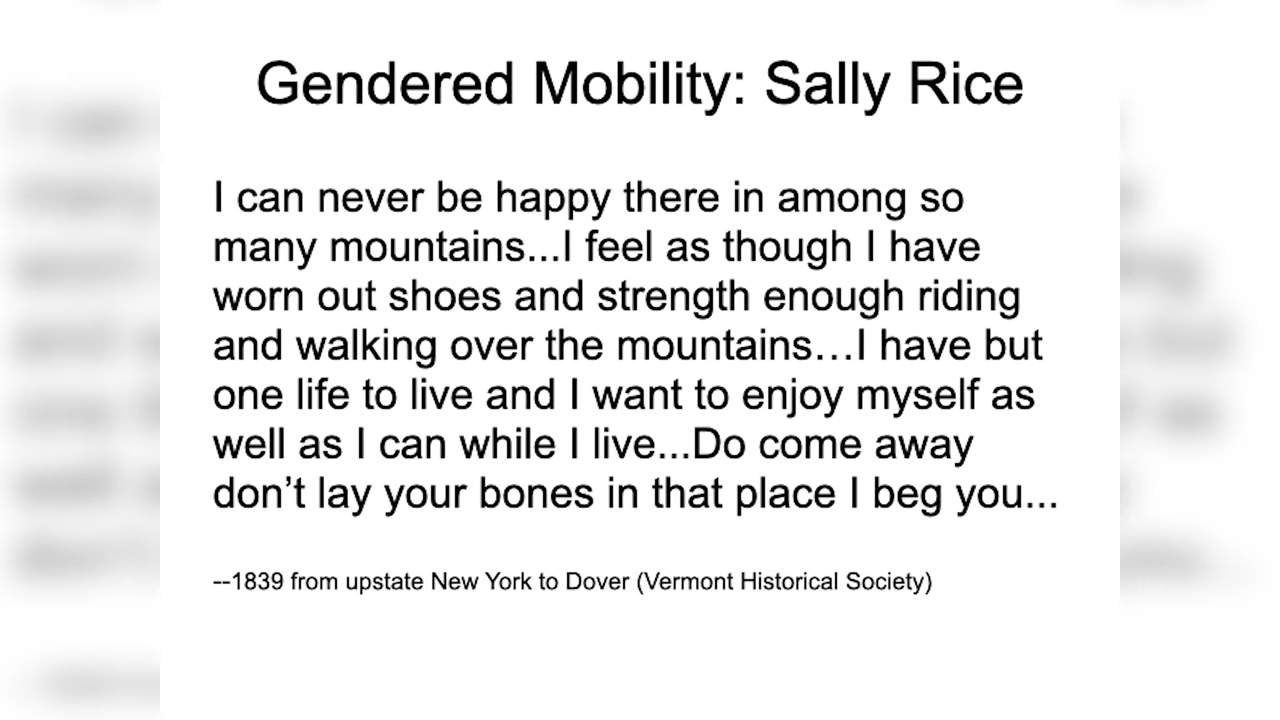 Gendered Mobility: Sally Rice
I can never be happy there in among so
many mountains...I feel as though I have
worn out shoes and strength enough riding
and walking over the mountains…I have but
one life to live and I want to enjoy myself as
well as I can while I live...Do come away
don’t lay your bones in that place I beg you...
--1839 from upstate New York to Dover (Vermont Historical Society)